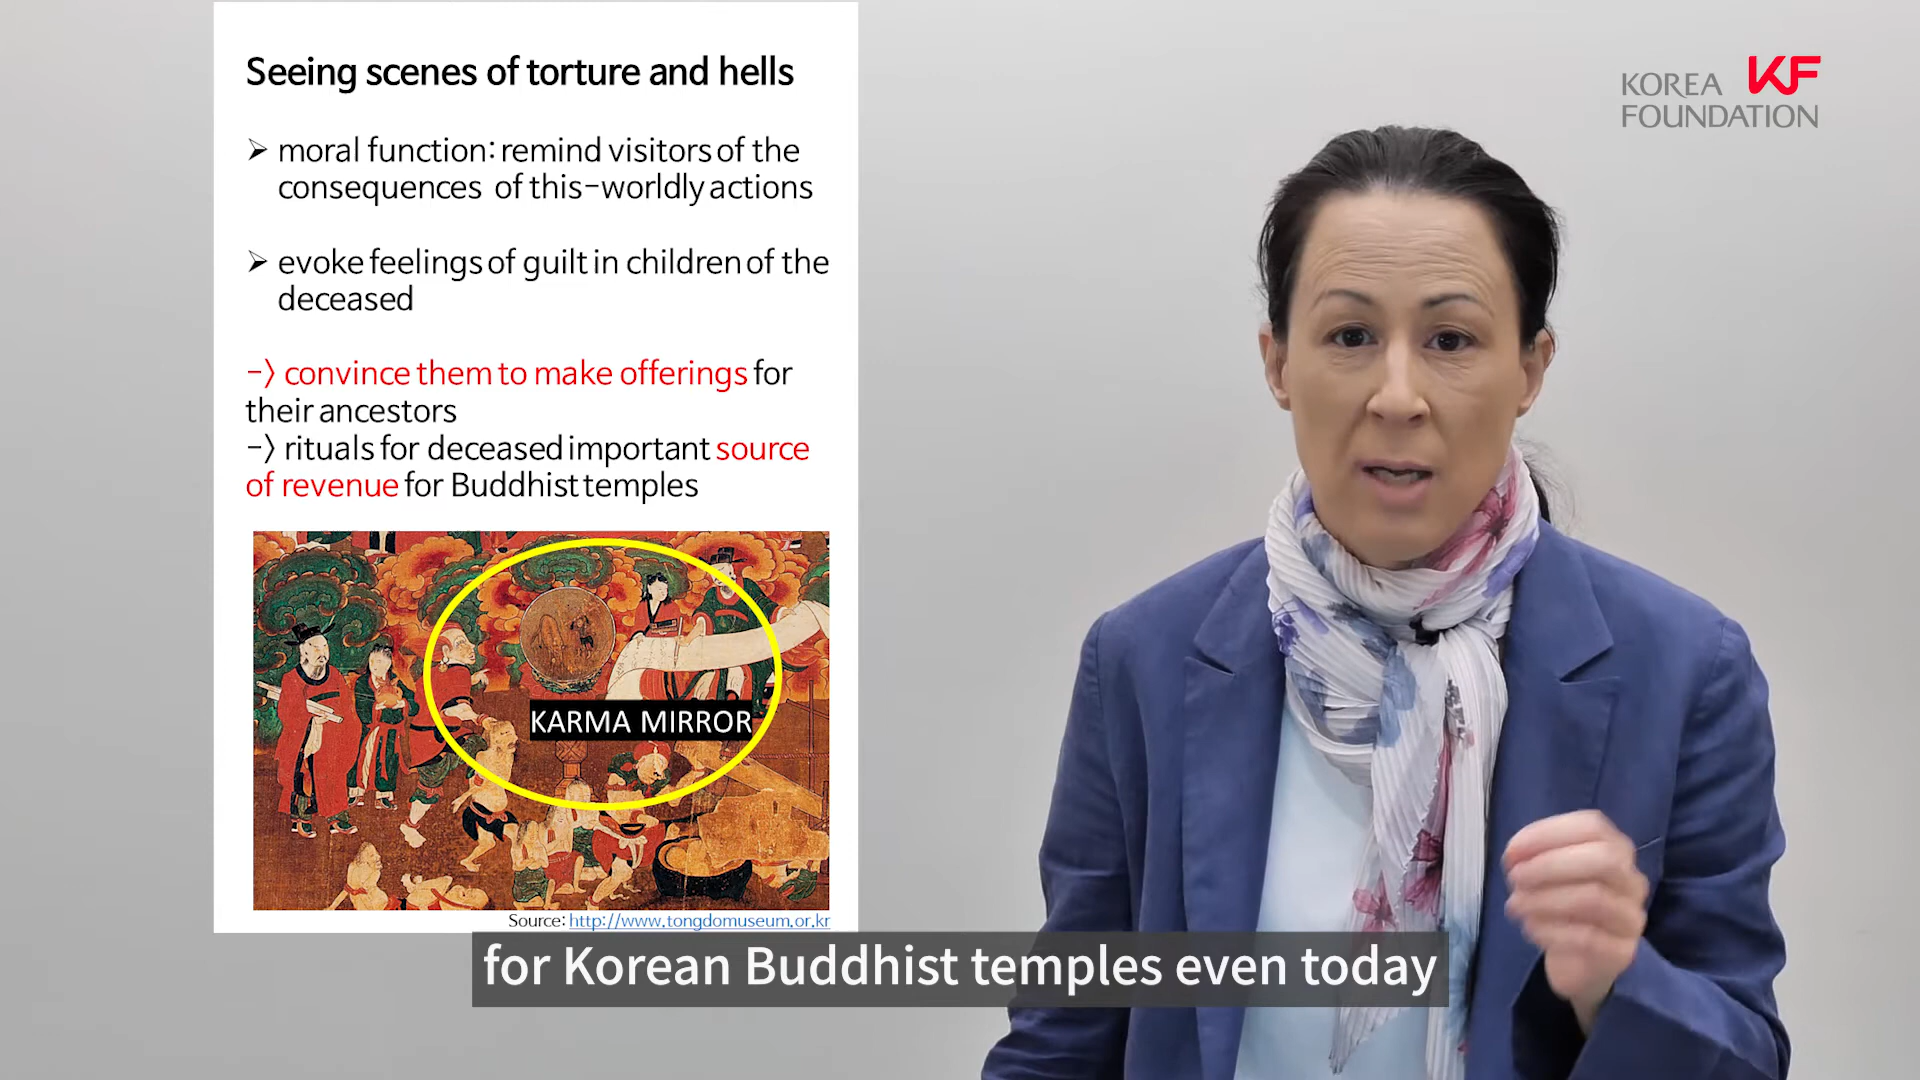 Seeing scenes of torture and hells
➢ moral function: remind visitors of the
consequences of this-worldly actions
➢ evoke feelings of guilt in children of the
deceased
-> convince them to make offerings for
their ancestors
-> rituals for deceased important source
of revenue for Buddhist temples
KARMA MIRROR
Source: http://www.tongdomuseum.or.kr
KOREA KF
FOUNDATION
for Korean Buddhist temples even today